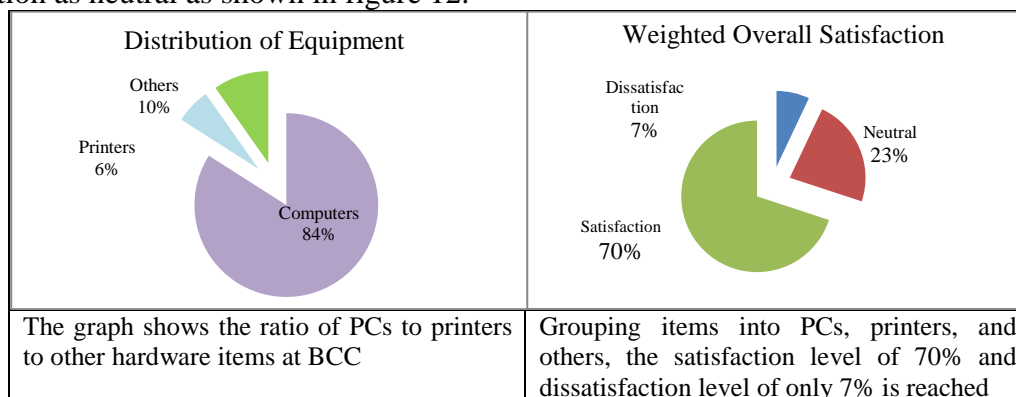 tion as neutral as shown in figure 12.
Distribution of Equipment
Others
10%
Printers
6%
Computers
84%
Weighted Overall Satisfaction
Dissatisfac
tion
7%
Neutral
23%
Satisfaction
70%
The graph shows the ratio of PCs to printers
to other hardware items at BCC
Grouping items into PCs, printers, and
others, the satisfaction level of 70% and
dissatisfaction level of only 7% is reached